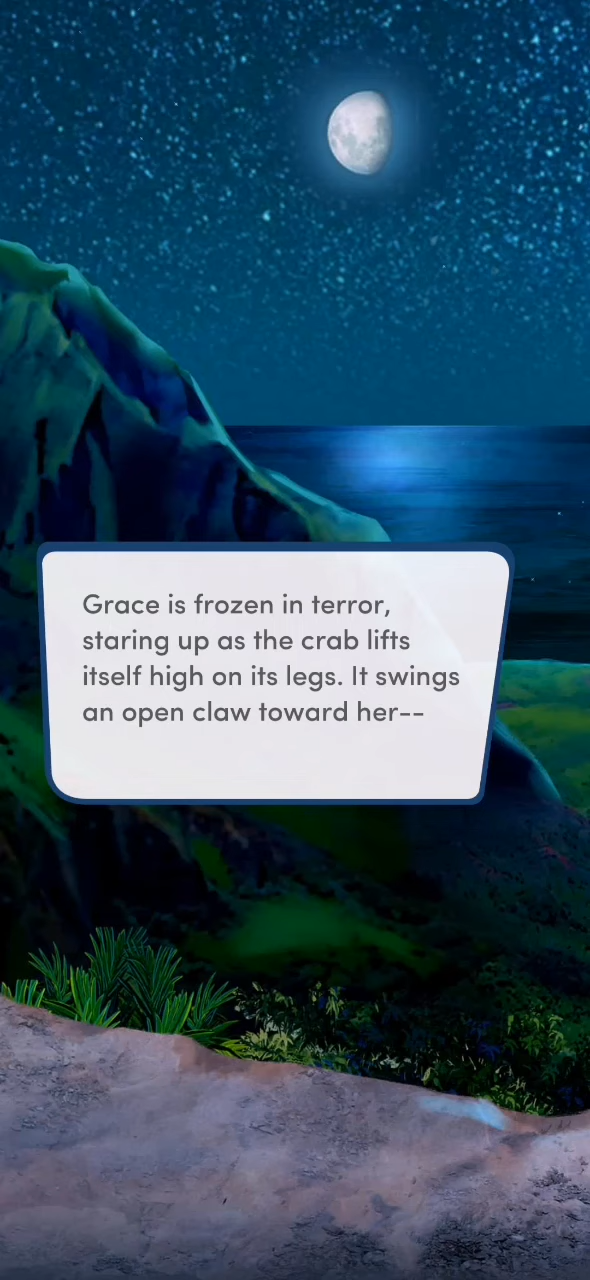 Grace is frozen in terror,
staring up as the crab lifts
itself high on its legs. It swings
an open claw toward her--